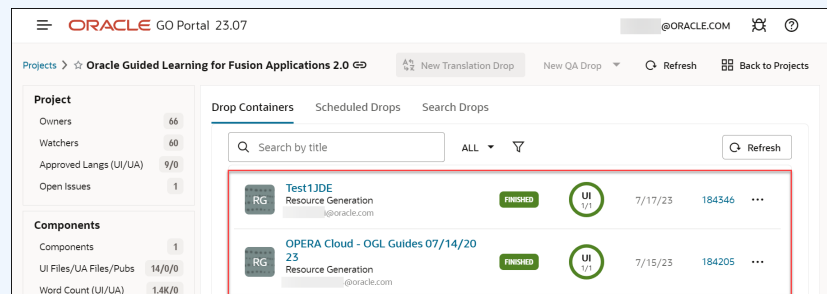 ORACLE GO Portal 23.07
@ORACLE.COM
Projects > Oracle Guided Learning for Fusion Applications 2.0
New Translation Drop
New QA Drop
Refresh
Back to Projects
Project
Owners 66
Watchers 60
Approved Langs (UI/UA) 9/0
Open Issues 1
Components
Components 1
UI Files/UA Files/Pubs 14/0/0
Word Count (UI/UA) 1.4K/0
Drop Containers Scheduled Drops Search Drops
Search by title ALL Refresh
RG
Test1JDE
Resource Generation
@oracle.com
FINISHED
UI
1/1
7/17/23
184346
RG
OPERA Cloud - OGL Guides 07/14/20
23
Resource Generation
@oracle.com
FINISHED
UI
1/1
7/15/23
184205